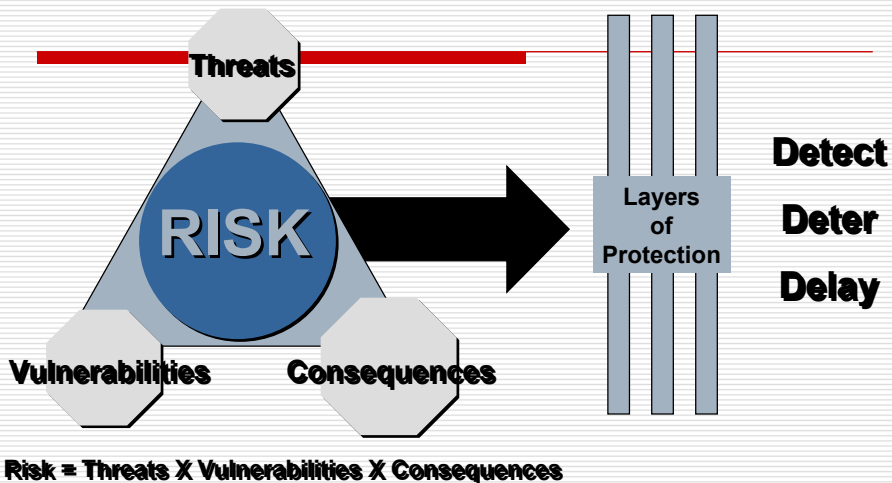 Threats
RISK
Vulnerabilities
Consequences
Layers
of
Protection
Detect
Deter
Delay
Risk = Threats X Vulnerabilities X Consequences